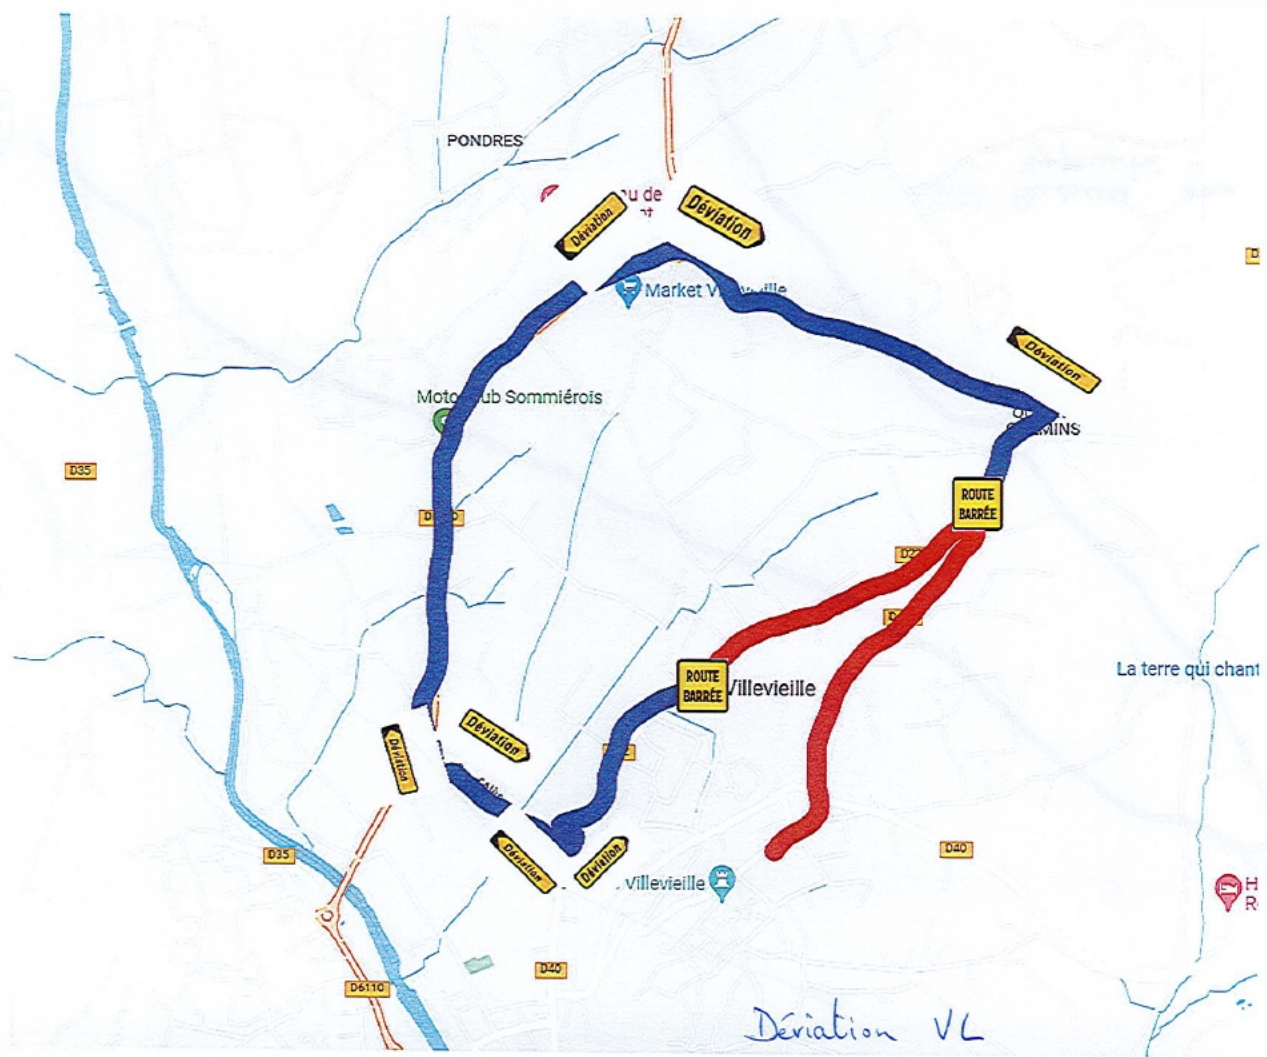 PONDRES
Déviation
Déviation
Market
Déviation
Moto Sommiérois
D35
ROUTE
BARRÉE
La terre qui chant
ROUTE
BARRÉE
Villevieille
Déviation
Déviation
D35
Déviation
Déviation
Villevieille
D40
D40
D6110
Déviation VL